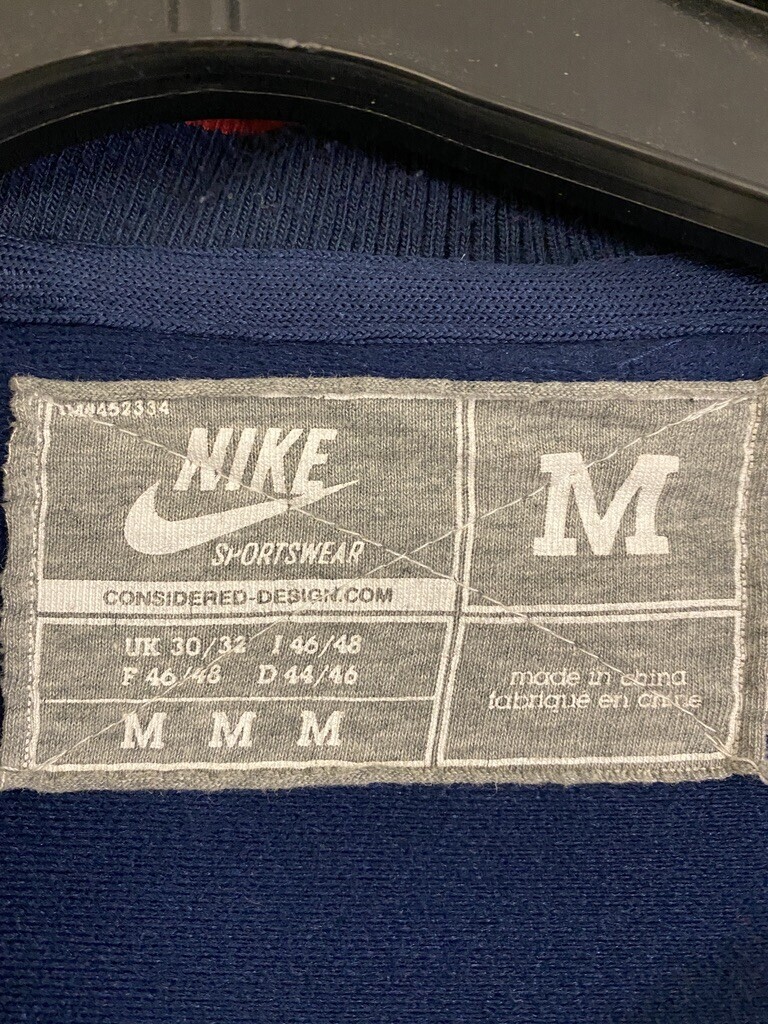 NIKE
SPORTSWEAR
CONSIDERED-DESIGN.COM
M
UK 30/32 I 46/48
F 46/48 D 44/46
M M M
made in china
fabriqué en chine